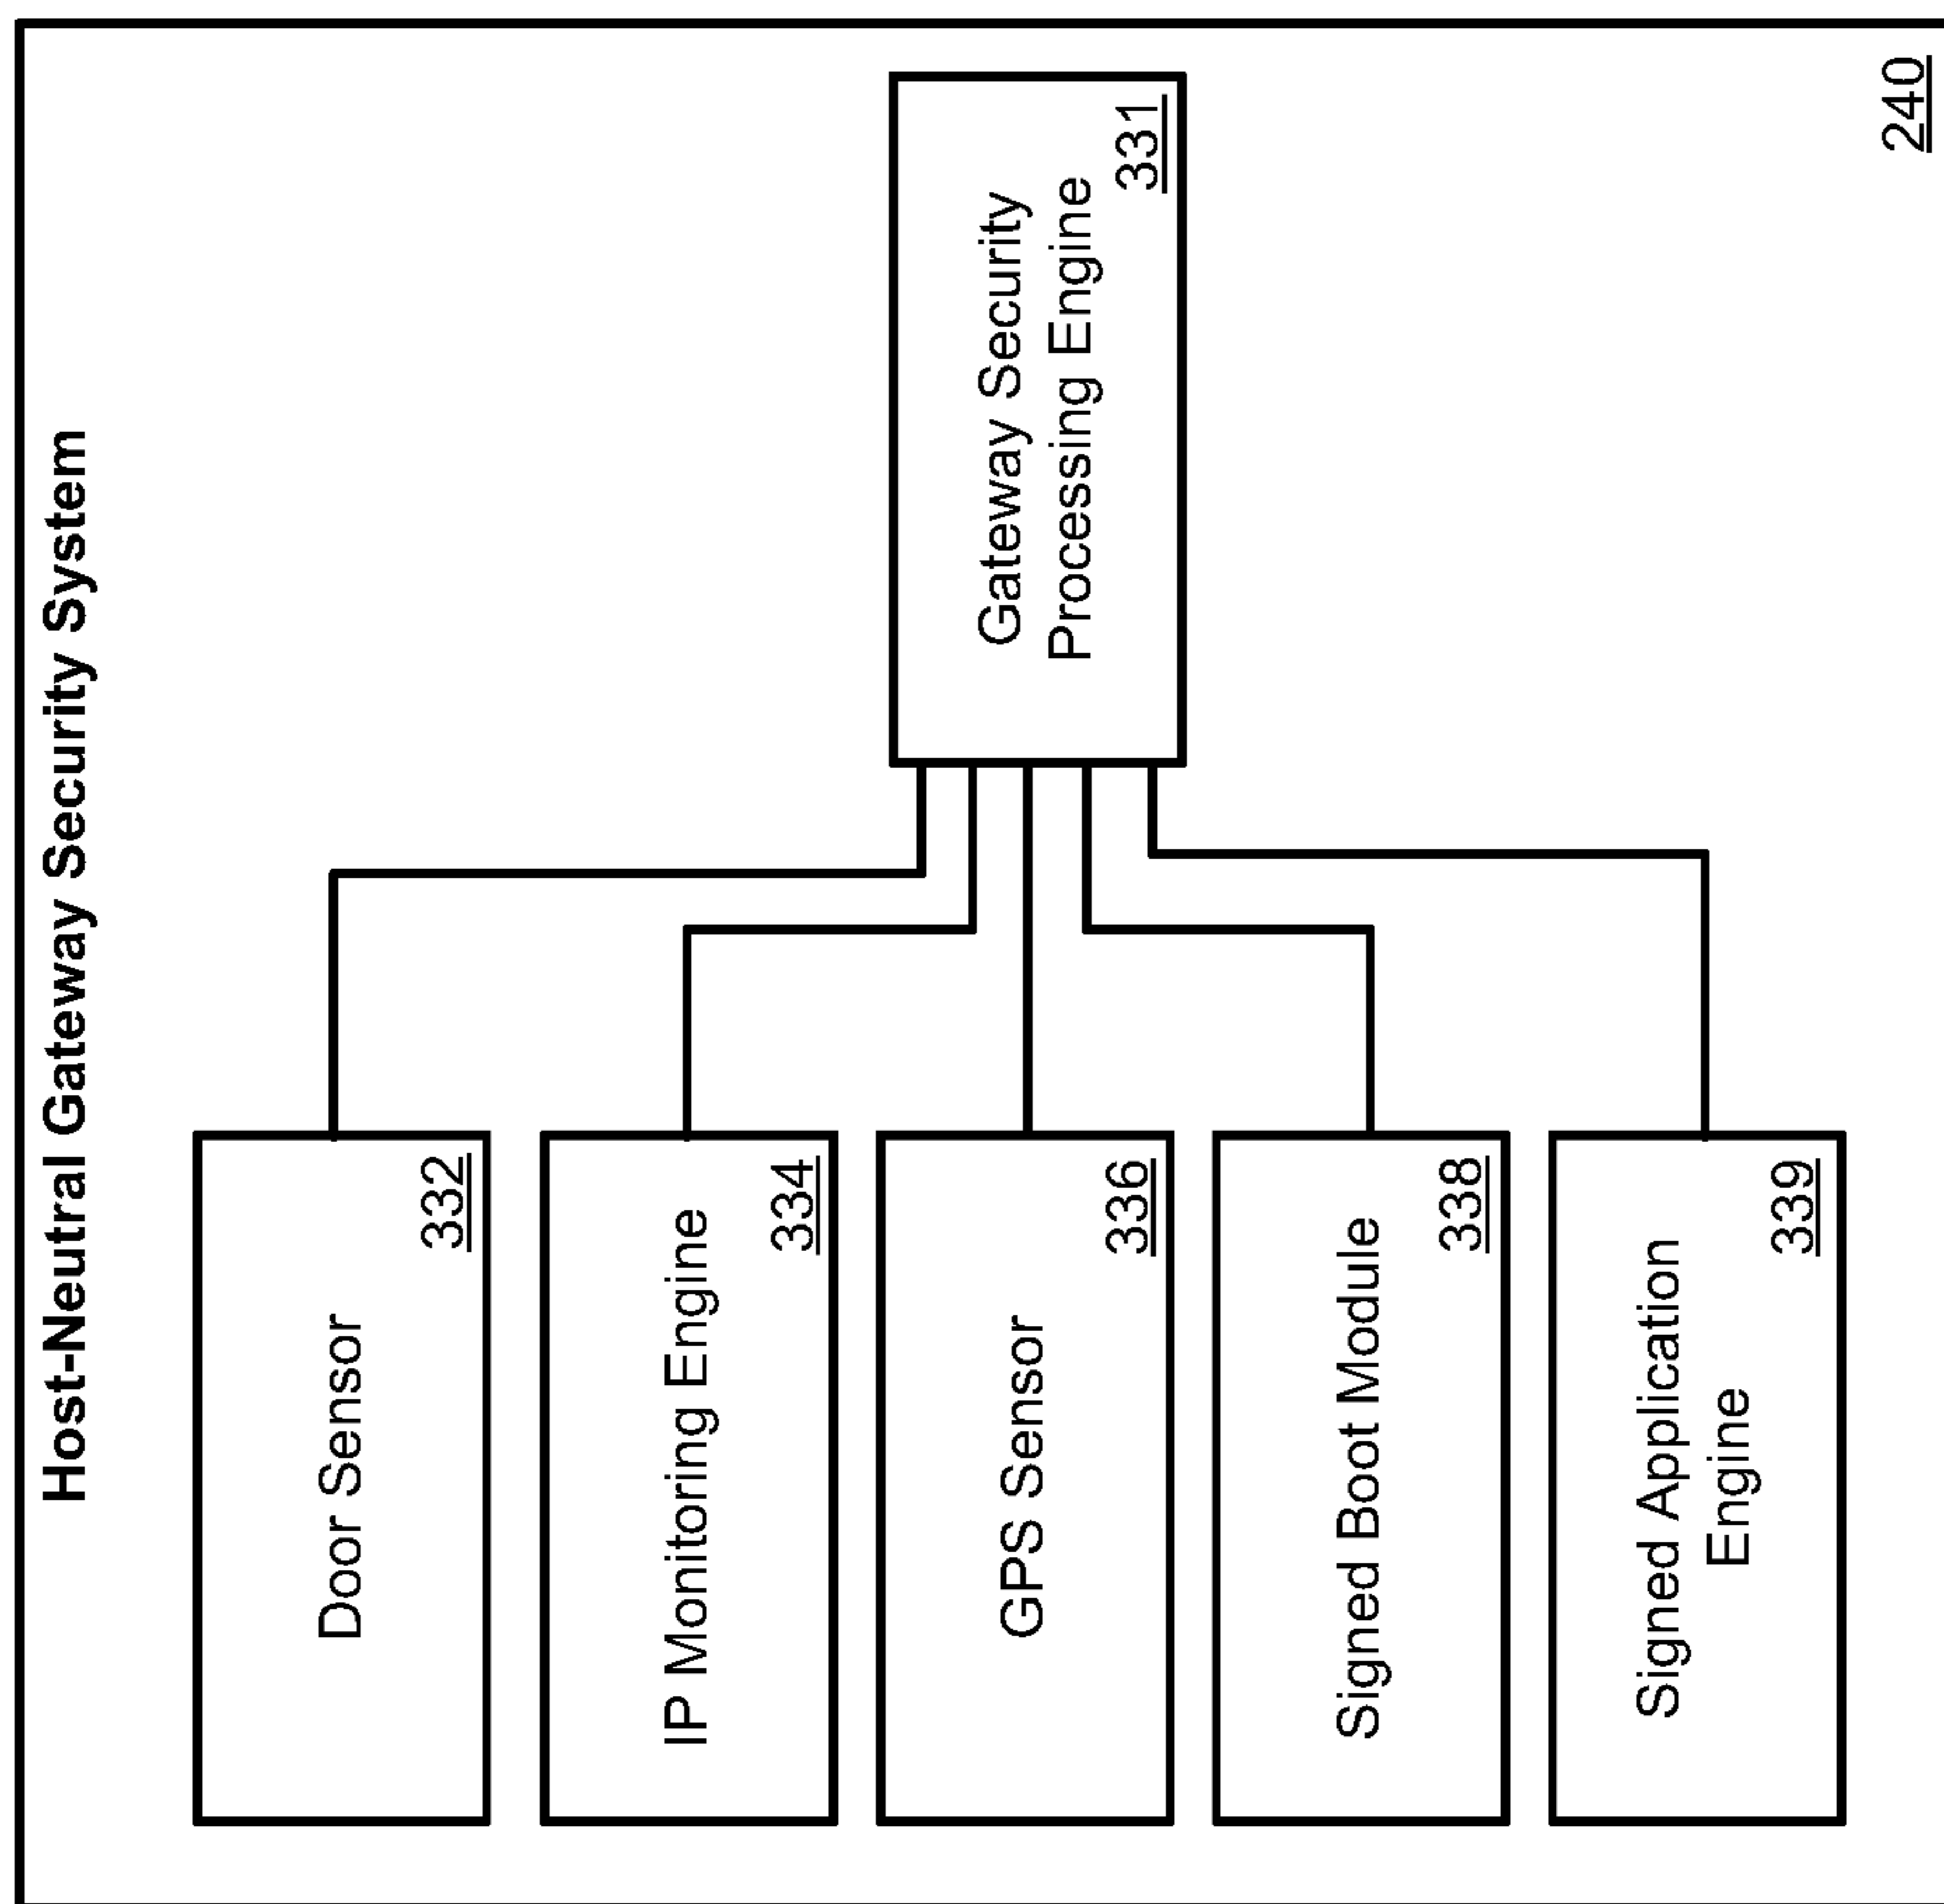 Host-Neutral Gateway Security System
Door Sensor
332
IP Monitoring Engine
334
GPS Sensor
336
Signed Boot Module
338
Signed Application
Engine
339
Gateway Security
Processing Engine
331
240